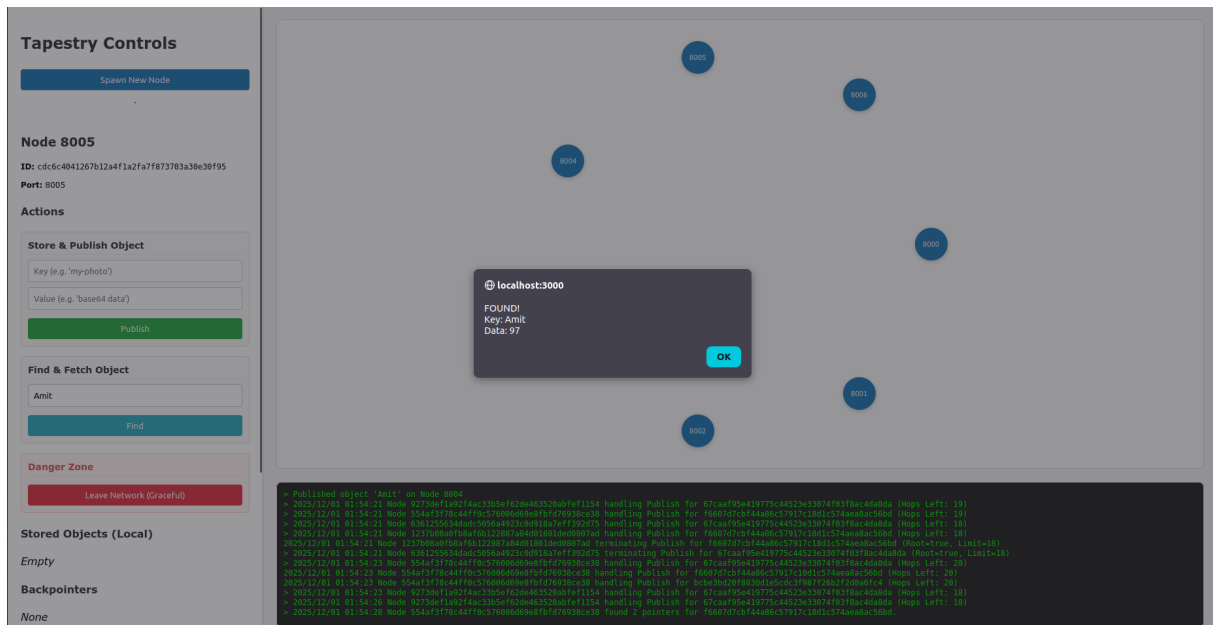 Tapestry Controls
Spawn New Node
Node 8005
ID: cdc6c4041267b12a4f1a2fa7f873703a30e30f95
Port: 8005
Actions
Store & Publish Object
Key (e.g. 'my-photo')
Value (e.g. 'base64 data')
Publish
Find & Fetch Object
Amit
Find
Danger Zone
Leave Network (Graceful)
Stored Objects (Local)
Empty
Backpointers
None
8005
8006
8004
8000
8001
8002
localhost:3000
FOUND!
Key: Amit
Data: 97
OK
> Published object 'Amit' on Node 8004
> 2025/12/01 01:54:21 Node 9273def1a92f4ac33b5ef62de463520abfef1154 handling Publish for 67caaf95e419775c44523e33074f03f8ac4da8da (Hops Left: 19)
> 2025/12/01 01:54:21 Node 554af3f78c44ff0c576006d69e8fbfd76938ce38 handling Publish for f6607d7cbf44a86c57917c18d1c574aea8ac56bd (Hops Left: 19)
> 2025/12/01 01:54:21 Node 6361255634dadc5056a4923c0d918a7eff392d75 handling Publish for 67caaf95e419775c44523e33074f03f8ac4da8da (Hops Left: 18)
> 2025/12/01 01:54:21 Node 1237b08a0fb8af6b122887a84d01801ded0807ad handling Publish for f6607d7cbf44a86c57917c18d1c574aea8ac56bd (Hops Left: 18)
2025/12/01 01:54:21 Node 1237b08a0fb8af6b122887a84d01801ded0807ad terminating Publish for f6607d7cbf44a86c57917c18d1c574aea8ac56bd (Root=true, Limit=18)
> 2025/12/01 01:54:21 Node 6361255634dadc5056a4923c0d918a7eff392d75 terminating Publish for 67caaf95e419775c44523e33074f03f8ac4da8da (Root=true, Limit=18)
> 2025/12/01 01:54:23 Node 554af3f78c44ff0c576006d69e8fbfd76938ce38 handling Publish for 67caaf95e419775c44523e33074f03f8ac4da8da (Hops Left: 20)
2025/12/01 01:54:23 Node 554af3f78c44ff0c576006d69e8fbfd76938ce38 handling Publish for f6607d7cbf44a86c57917c18d1c574aea8ac56bd (Hops Left: 20)
2025/12/01 01:54:23 Node 554af3f78c44ff0c576006d69e8fbfd76938ce38 handling Publish for bcbe3bd20f8830d1e5cdc3f987f26b2f2d0a6fc4 (Hops Left: 20)
> 2025/12/01 01:54:23 Node 9273def1a92f4ac33b5ef62de463520abfef1154 handling Publish for 67caaf95e419775c44523e33074f03f8ac4da8da (Hops Left: 18)
> 2025/12/01 01:54:26 Node 9273def1a92f4ac33b5ef62de463520abfef1154 handling Publish for 67caaf95e419775c44523e33074f03f8ac4da8da (Hops Left: 18)
> 2025/12/01 01:54:28 Node 554af3f78c44ff0c576006d69e8fbfd76938ce38 found 2 pointers for f6607d7cbf44a86c57917c18d1c574aea8ac56bd.